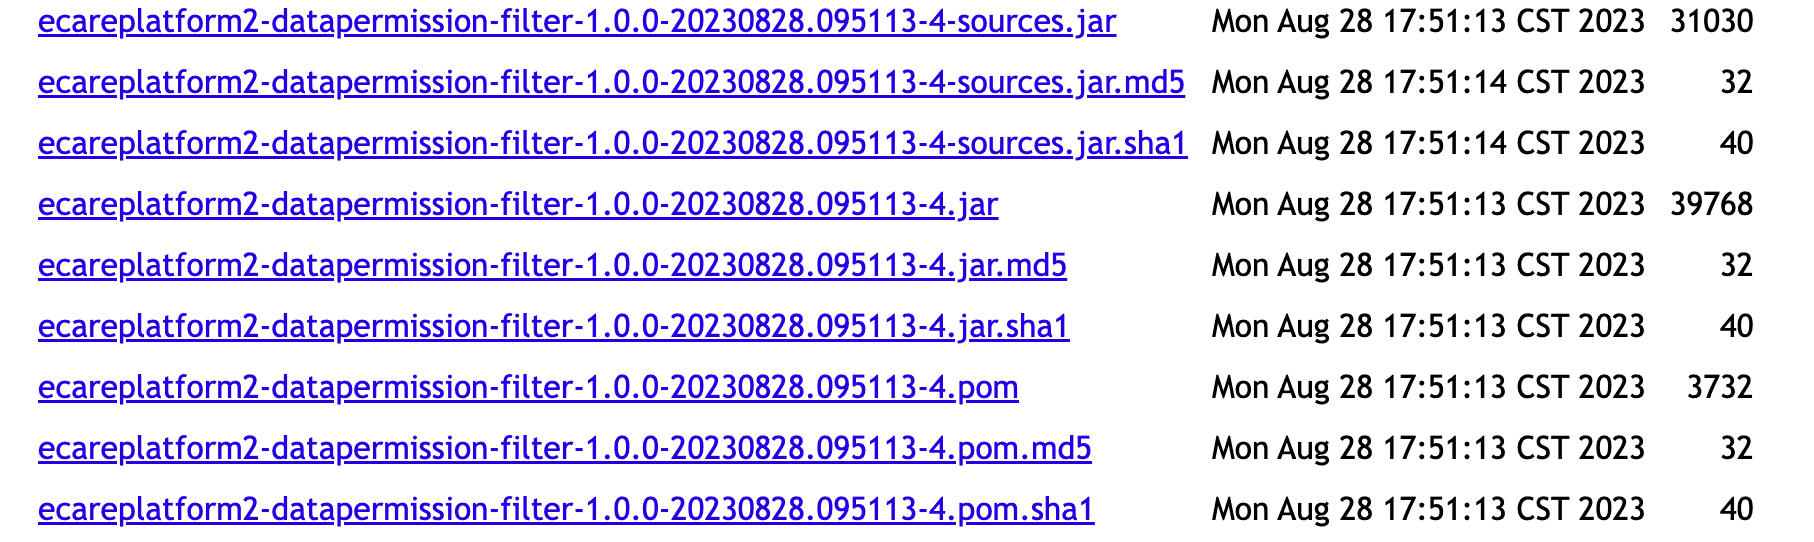 ecareplatform2-datapermission-filter-1.0.0-20230828.095113-4-sources.jar Mon Aug 28 17:51:13 CST 2023 31030
ecareplatform2-datapermission-filter-1.0.0-20230828.095113-4-sources.jar.md5 Mon Aug 28 17:51:14 CST 2023 32
ecareplatform2-datapermission-filter-1.0.0-20230828.095113-4-sources.jar.sha1 Mon Aug 28 17:51:14 CST 2023 40
ecareplatform2-datapermission-filter-1.0.0-20230828.095113-4.jar Mon Aug 28 17:51:13 CST 2023 39768
ecareplatform2-datapermission-filter-1.0.0-20230828.095113-4.jar.md5 Mon Aug 28 17:51:13 CST 2023 32
ecareplatform2-datapermission-filter-1.0.0-20230828.095113-4.jar.sha1 Mon Aug 28 17:51:13 CST 2023 40
ecareplatform2-datapermission-filter-1.0.0-20230828.095113-4.pom Mon Aug 28 17:51:13 CST 2023 3732
ecareplatform2-datapermission-filter-1.0.0-20230828.095113-4.pom.md5 Mon Aug 28 17:51:13 CST 2023 32
ecareplatform2-datapermission-filter-1.0.0-20230828.095113-4.pom.sha1 Mon Aug 28 17:51:13 CST 2023 40